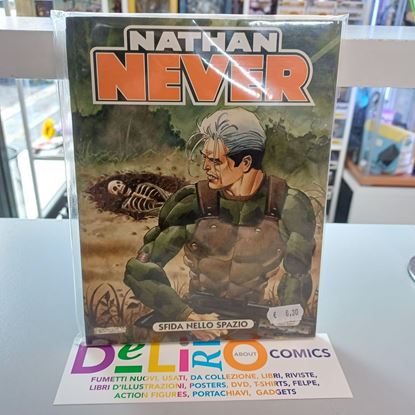 NATHAN
NEVER
SFIDA NELLO SPAZIO
€ 6,30
DeLiRiO ABOUT COMICS
FUMETTI NUOVI, USATI, DA COLLEZIONE, LIBRI, RIVISTE,
LIBRI D'ILLUSTRAZIONI, POSTERS, DVD, T-SHIRTS, FELPE,
ACTION FIGURES, PORTACHIAVI, GADGETS